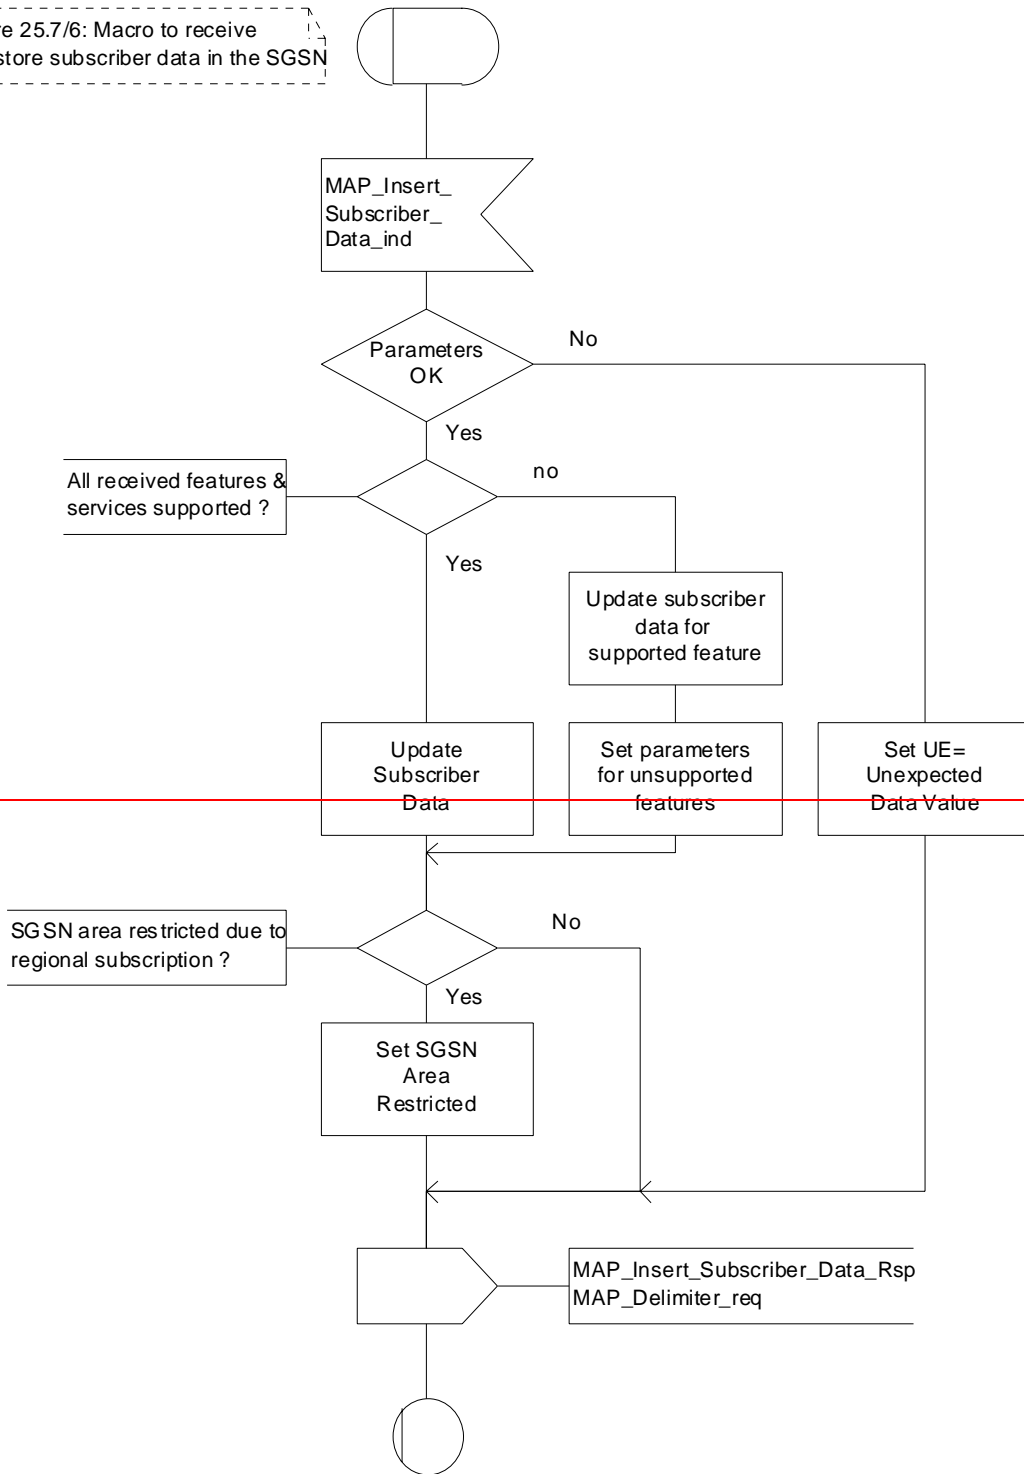 re 25.7/6: Macro to receive
store subscriber data in the SGSN
MAP_Insert_
Subscriber_
Data_ind
Parameters
OK
No
Yes
All received features &
services supported ?
no
Yes
Update subscriber
data for
supported feature
Update
Subscriber
Data
Set parameters
for unsupported
features
Set UE=
Unexpected
Data Value
SGSN area restricted due to
regional subscription ?
No
Yes
Set SGSN
Area
Restricted
MAP_Insert_Subscriber_Data_Rsp
MAP_Delimiter_req